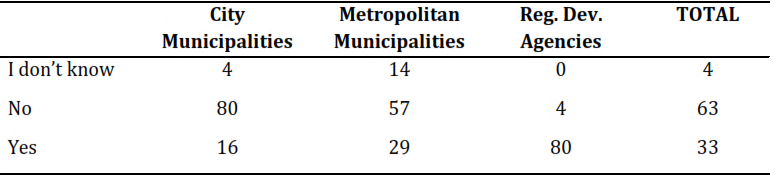 City Municipalities Metropolitan Municipalities Reg. Dev. Agencies TOTAL
I don't know 4 14 0 4
No 80 57 4 63
Yes 16 29 80 33